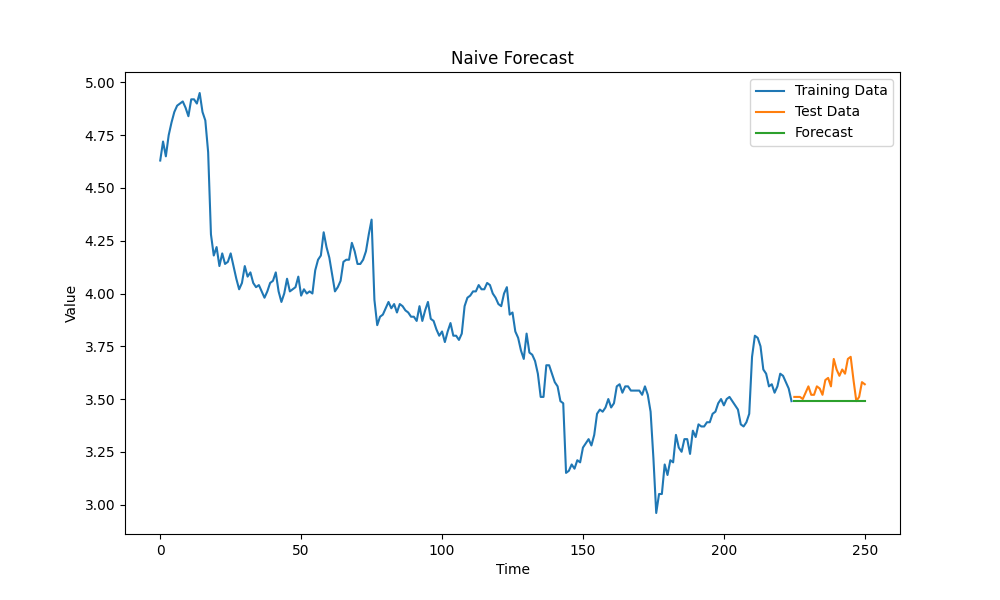 Naive Forecast
Training Data
Test Data
Forecast
5.00
4.75
4.50
4.25
4.00
3.75
3.50
3.25
3.00
Value
0
50
100
150
200
250
Time